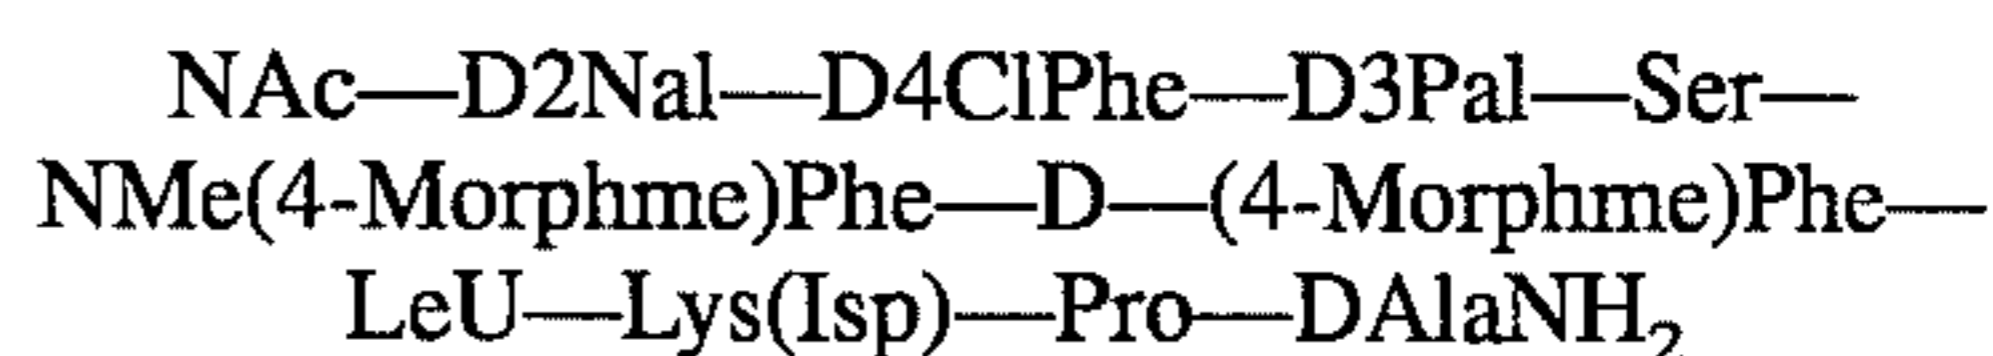 NAc—D2Nal—D4ClPhe—D3Pal—Ser—
NMe(4-Morphme)Phe—D—(4-Morphme)Phe—
LeU—Lys(Isp)—Pro—DAlaNH₂